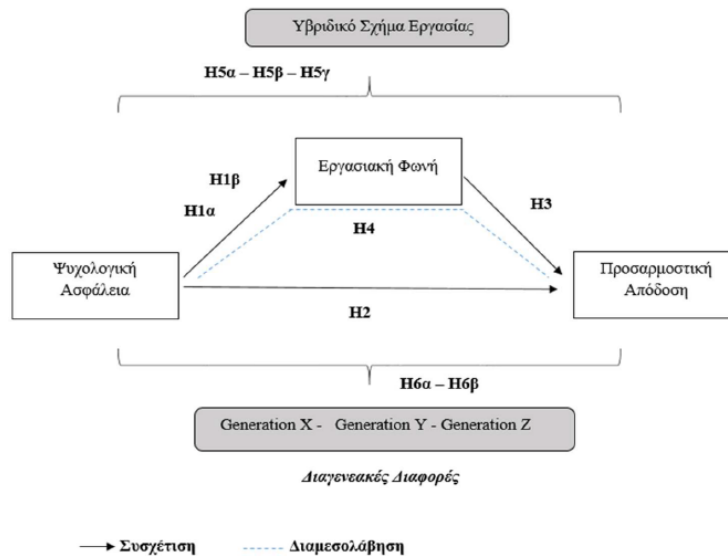 Υβριδικό Σχήμα Εργασίας
H5α – H5β – H5γ
Εργασιακή Φωνή
H1β
H1α
H3
H4
Ψυχολογική
Ασφάλεια
Προσαρμοστική
Απόδοση
H2
H6α – H6β
Generation X - Generation Y - Generation Z
Διαγενεακές Διαφορές
Συσχέτιση
Διαμεσολάβηση